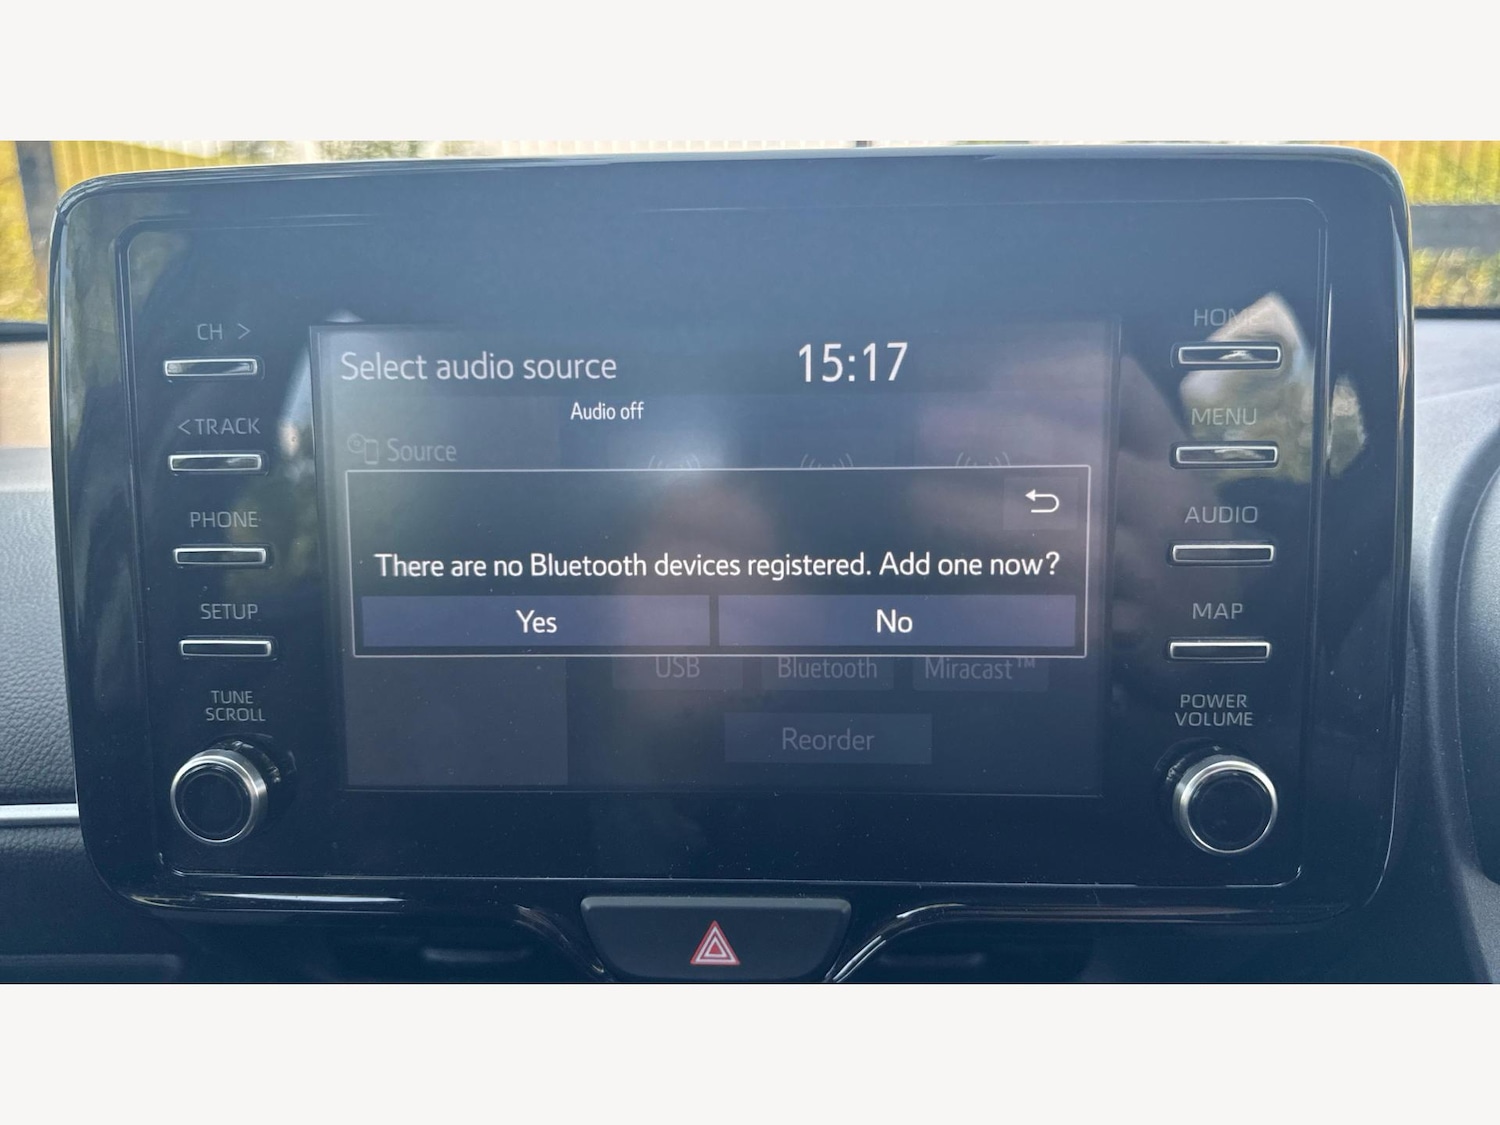 CH >
< TRACK
PHONE
SETUP
TUNE
SCROLL
Select audio source
15:17
Audio off
Source
There are no Bluetooth devices registered. Add one now?
Yes
No
USB
Bluetooth
Miracast™
Reorder
HOME
MENU
AUDIO
MAP
POWER
VOLUME